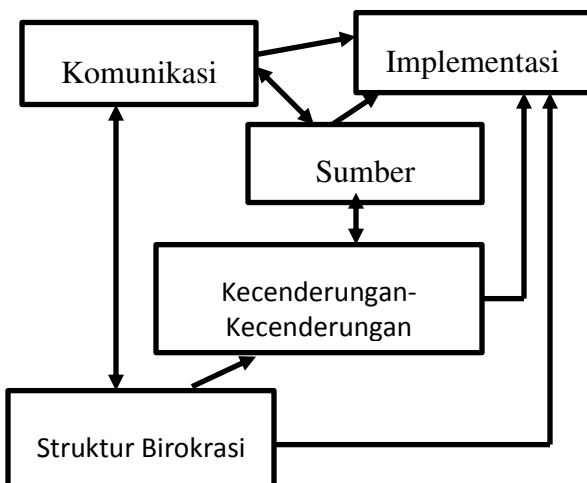 Komunikasi
Implementasi
Sumber
Kecenderungan-
Kecenderungan
Struktur Birokrasi